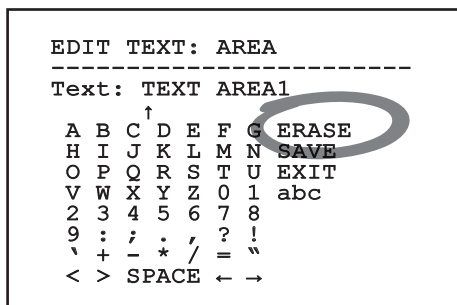 EDIT TEXT: AREA
------------------------
Text: TEXT AREA1
↑
A B C D E F G ERASE
H I J K L M N SAVE
O P Q R S T U EXIT
V W X Y Z 0 1 abc
2 3 4 5 6 7 8
9 : ; . , ? !
‘ + - * / = “
< > SPACE ← →